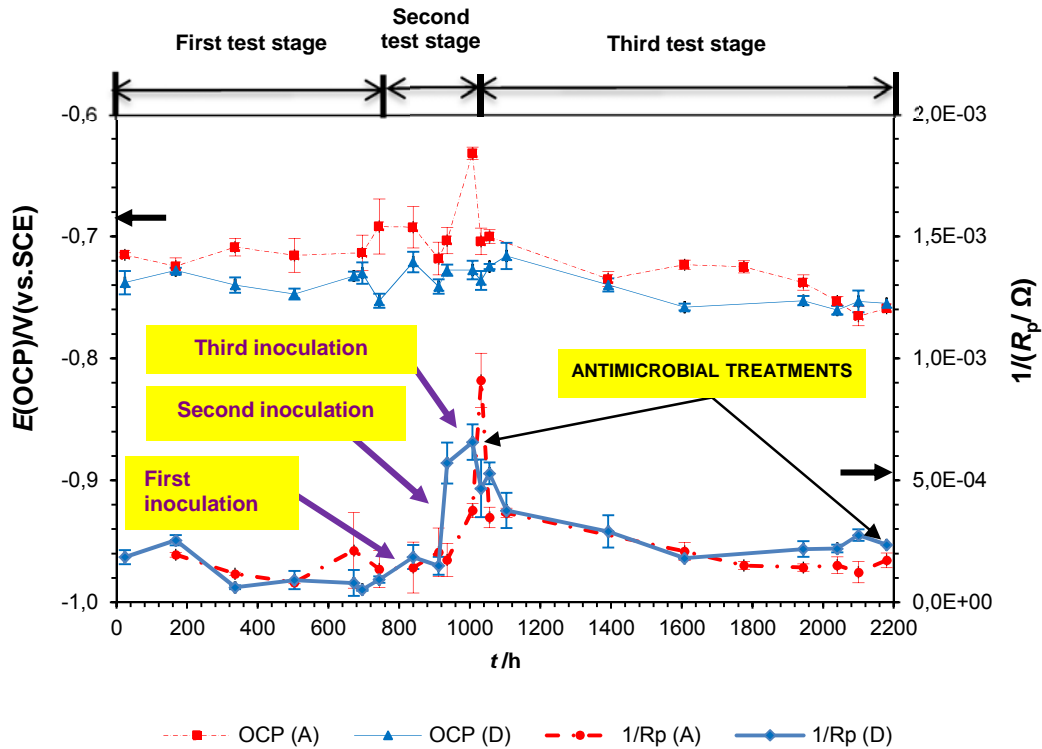 First test stage
Second
test stage
Third test stage
-0,6
-0,7
-0,8
-0,9
-1,0
E(OCP)/V(vs.SCE)
2,0E-03
1,5E-03
1,0E-03
5,0E-04
0,0E+00
1/(Rp/ Ω)
Third inoculation
Second inoculation
First
inoculation
ANTIMICROBIAL TREATMENTS
0 200 400 600 800 1000 1200 1400 1600 1800 2000 2200
t /h
OCP (A) OCP (D) 1/Rp (A) 1/Rp (D)